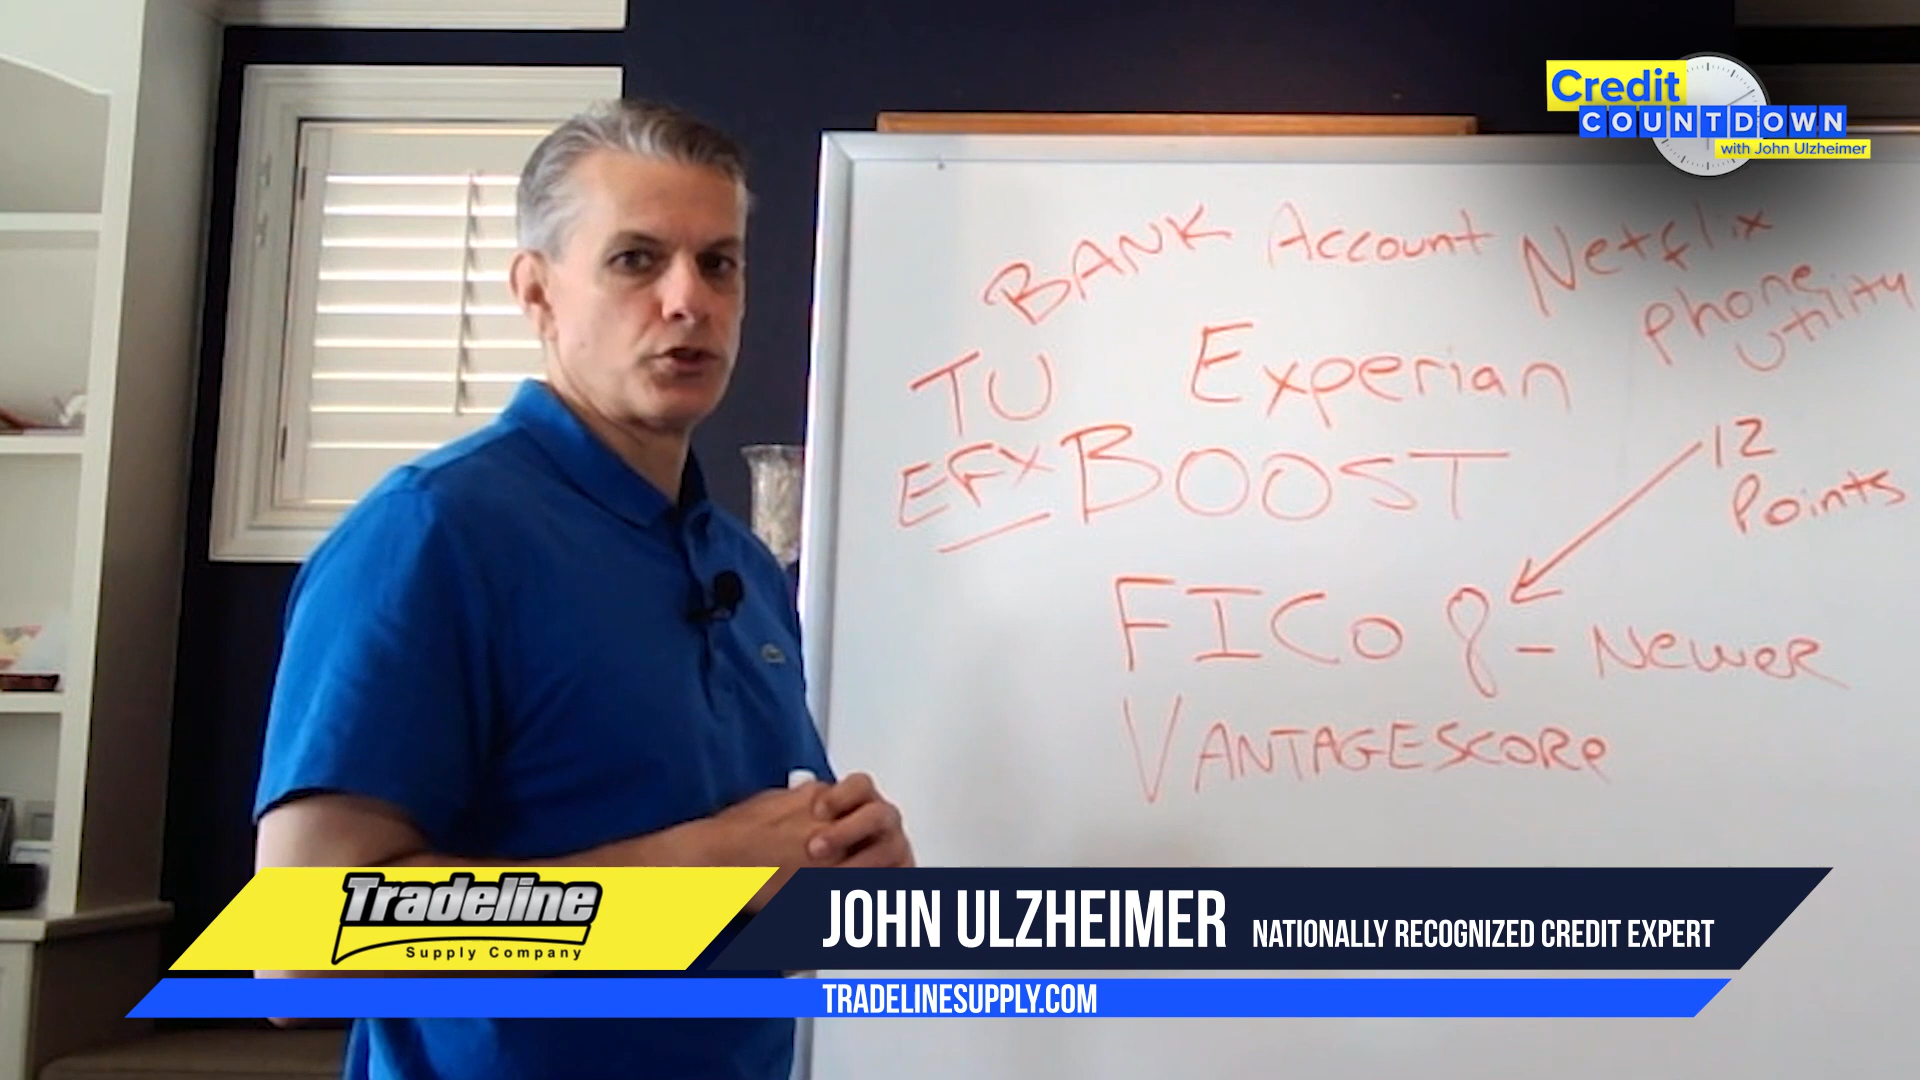 Credit
COUNTDOWN
with John Ulzheimer
BANK Account Netflix
Phone
utility
TU Experian
EFX BOOST
12
Points
FICO 8 - Newer
VANTAGESCORe
Tradeline
Supply Company
JOHN ULZHEIMER NATIONALLY RECOGNIZED CREDIT EXPERT
TRADELINESUPPLY.COM